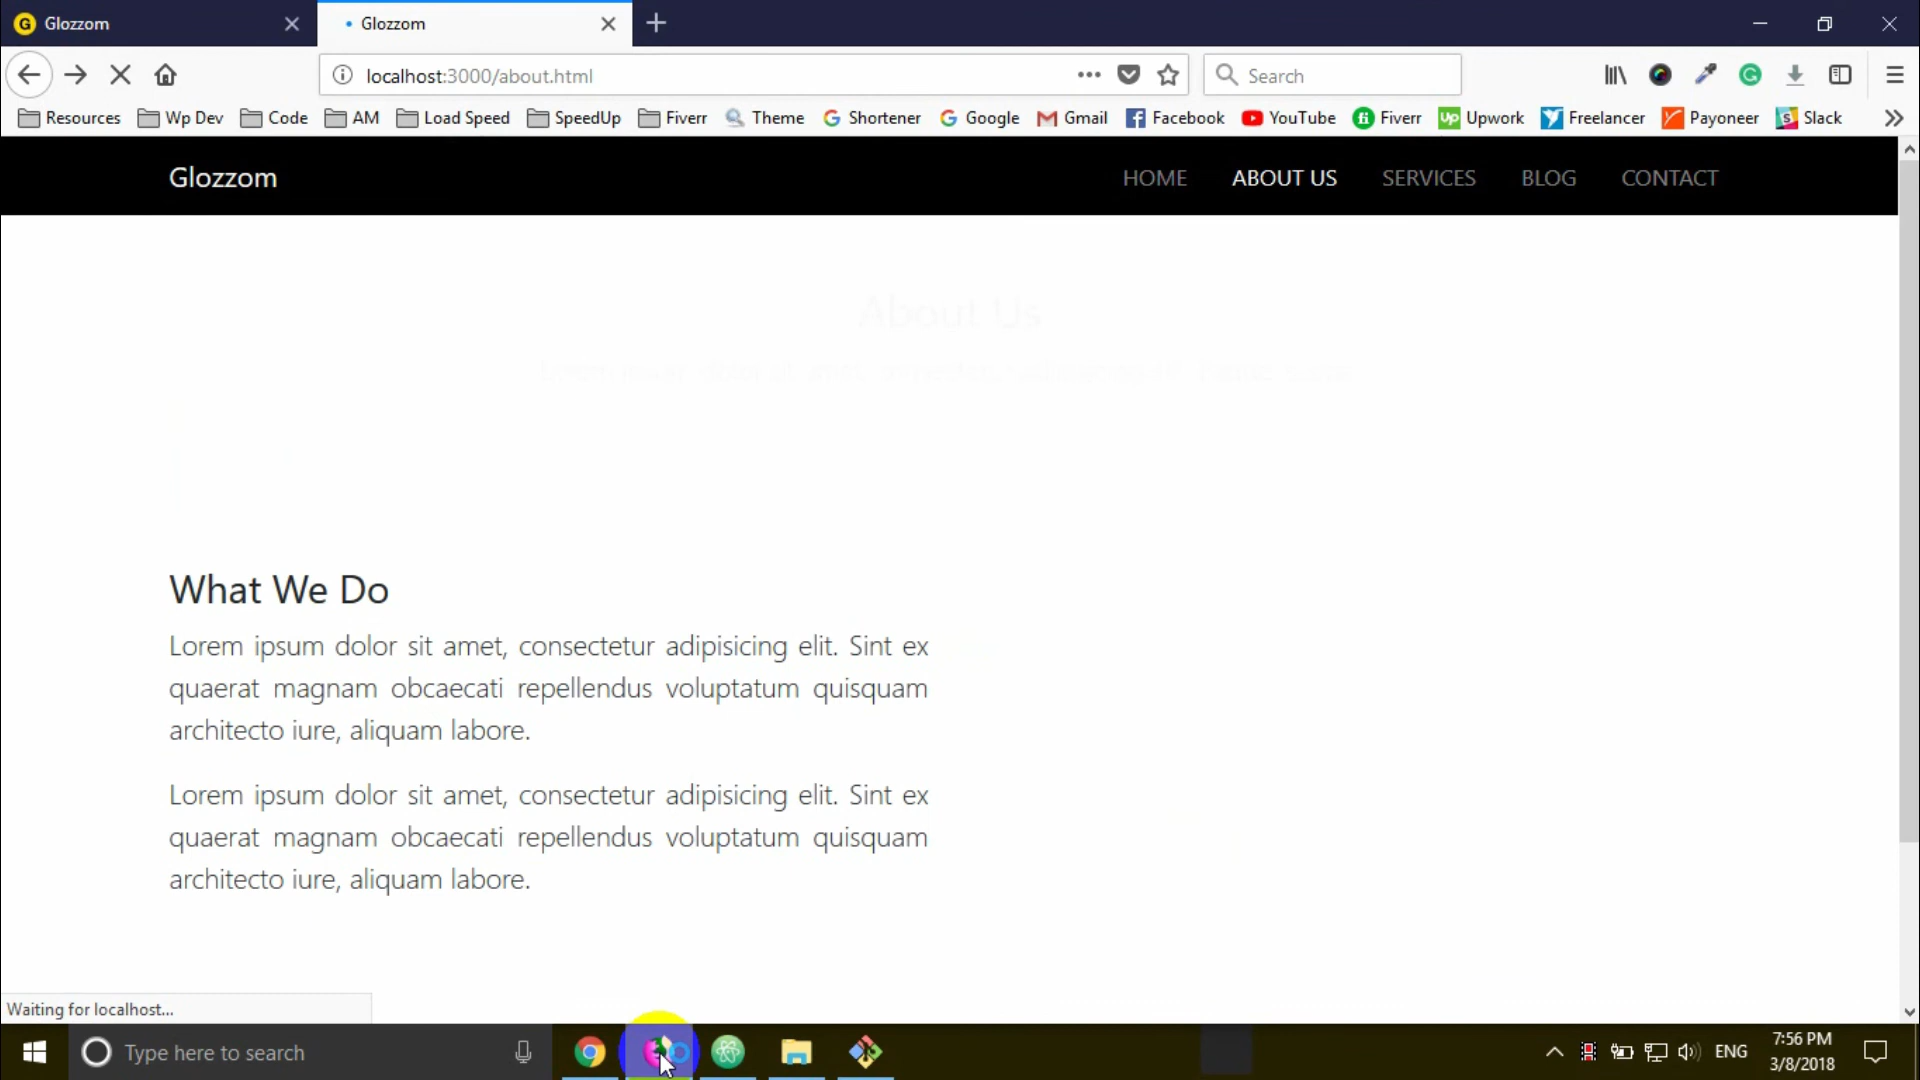 Glozzom
Glozzom
localhost:3000/about.html
Search
Resources Wp Dev Code AM Load Speed SpeedUp Fiverr Theme Shortener Google Gmail Facebook YouTube Fiverr Upwork Freelancer Payoneer Slack
Glozzom
HOME ABOUT US SERVICES BLOG CONTACT
About Us
What We Do
Lorem ipsum dolor sit amet, consectetur adipisicing elit. Sint ex
quaerat magnam obcaecati repellendus voluptatum quisquam
architecto iure, aliquam labore.
Lorem ipsum dolor sit amet, consectetur adipisicing elit. Sint ex
quaerat magnam obcaecati repellendus voluptatum quisquam
architecto iure, aliquam labore.
Waiting for localhost...
Type here to search
ENG
7:56 PM
3/8/2018